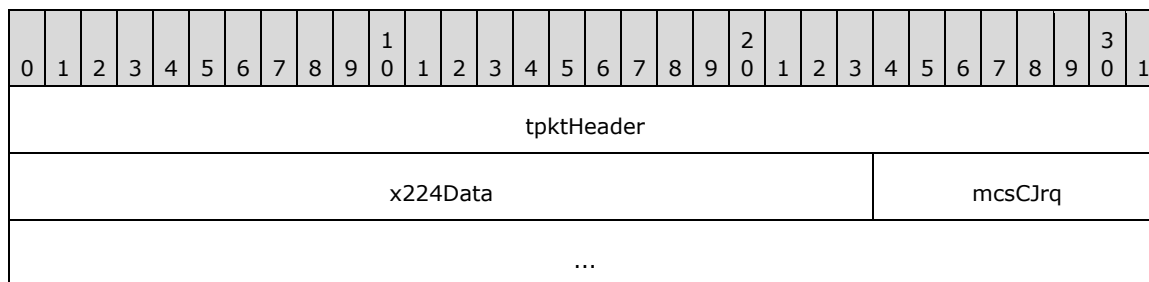 1 2 3
0 1 2 3 4 5 6 7 8 9 0 1 2 3 4 5 6 7 8 9 0 1 2 3 4 5 6 7 8 9 0 1
tpktHeader
x224Data mcsCJrq
...